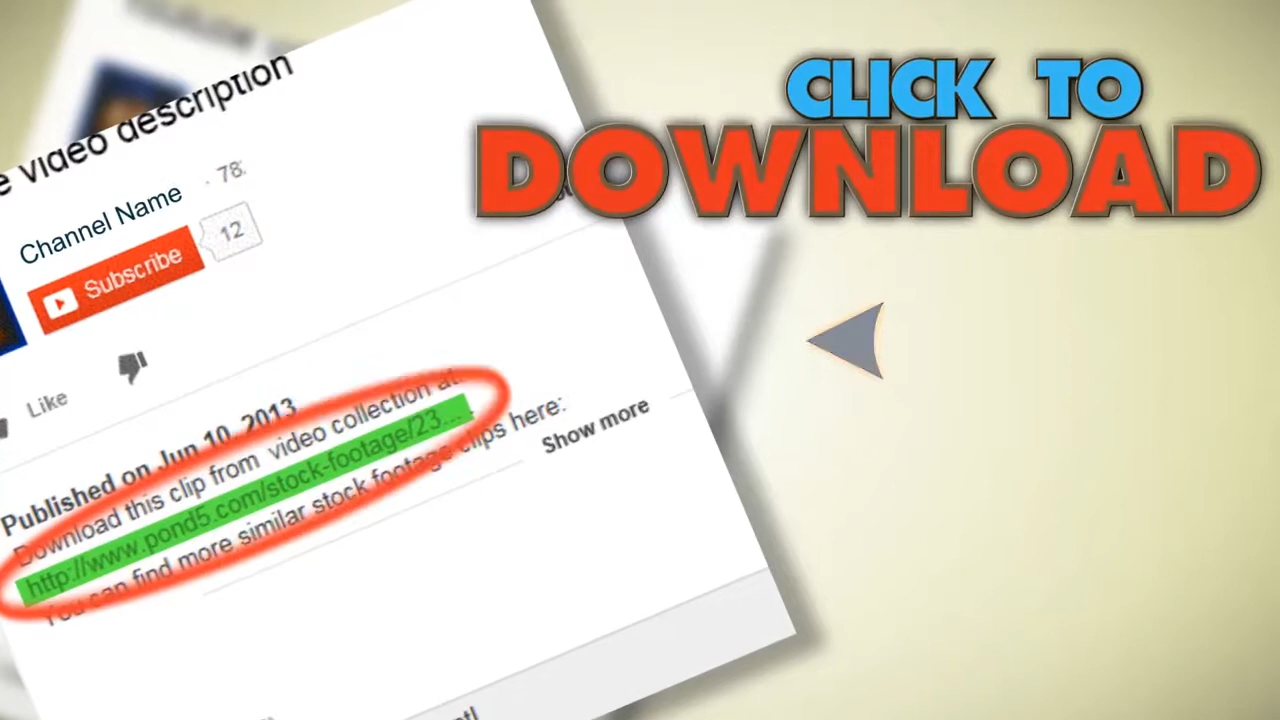 CLICK TO
DOWNLOAD
e video description
Channel Name
78
Subscribe
12
Like
Published on Jun 10, 2013
Download this clip from video collection at
http://www.pond5.com/stock-footage/23...
You can find more similar stock footage clips here:
Show more